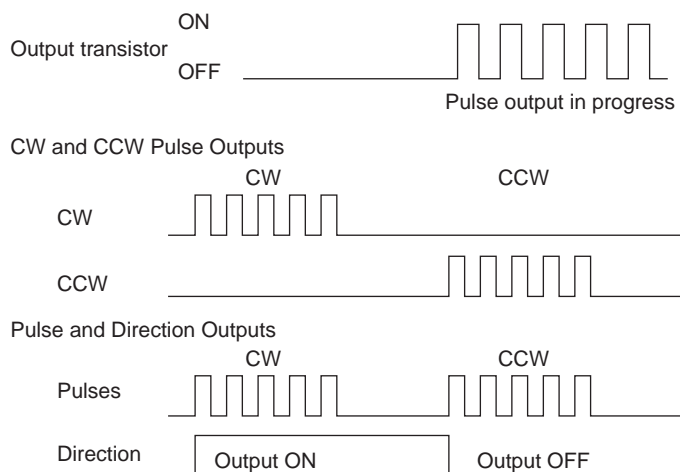 ON
Output transistor
OFF
Pulse output in progress
CW and CCW Pulse Outputs
CW CCW
CW
CCW
Pulse and Direction Outputs
CW CCW
Pulses
Direction Output ON Output OFF